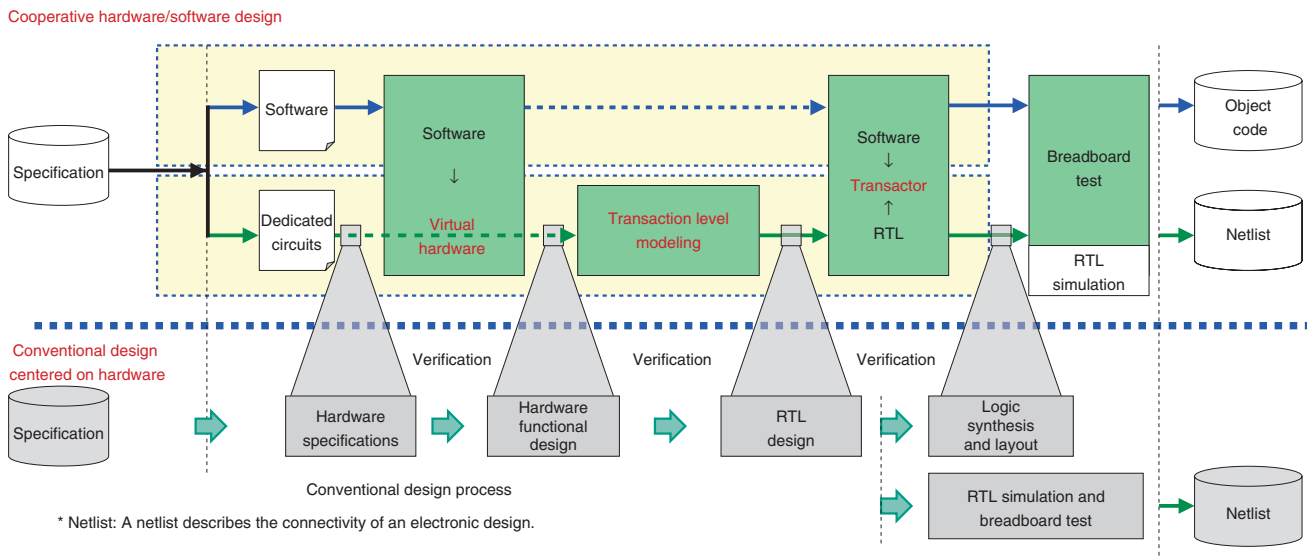 Cooperative hardware/software design
Specification
Software
Dedicated
circuits
Software
↓
Virtual
hardware
Transaction level
modeling
Software
↓
Transactor
↑
RTL
Breadboard
test
RTL
simulation
Object
code
Netlist
Conventional design
centered on hardware
Specification
Verification
Verification
Verification
Hardware
specifications
Hardware
functional
design
RTL
design
Logic
synthesis
and layout
Conventional design process
RTL simulation and
breadboard test
Netlist
* Netlist: A netlist describes the connectivity of an electronic design.